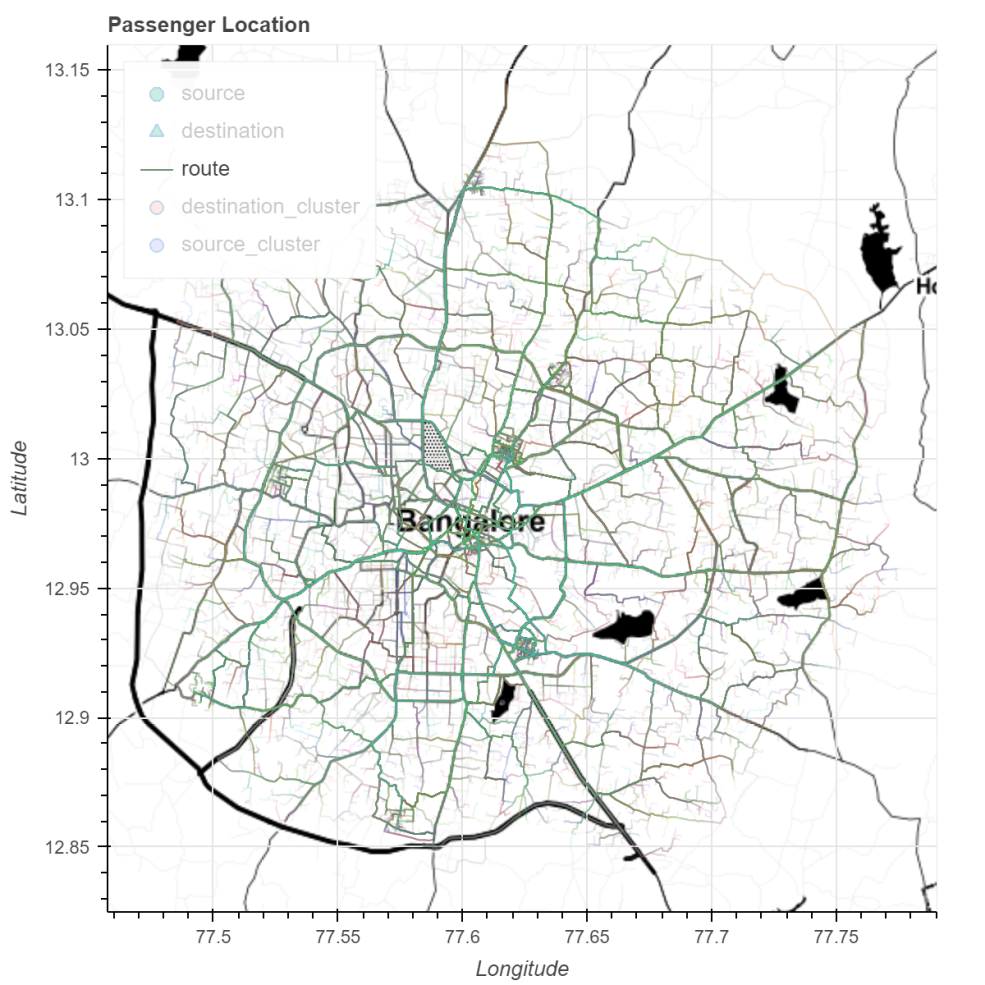 Passenger Location
13.15
source
destination
route
13.1
destination_cluster
source_cluster
Ho
13.05
13
Latitude
Bangalore
12.95
12.9
12.85
77.5
77.55
77.6
77.65
77.7
77.75
Longitude